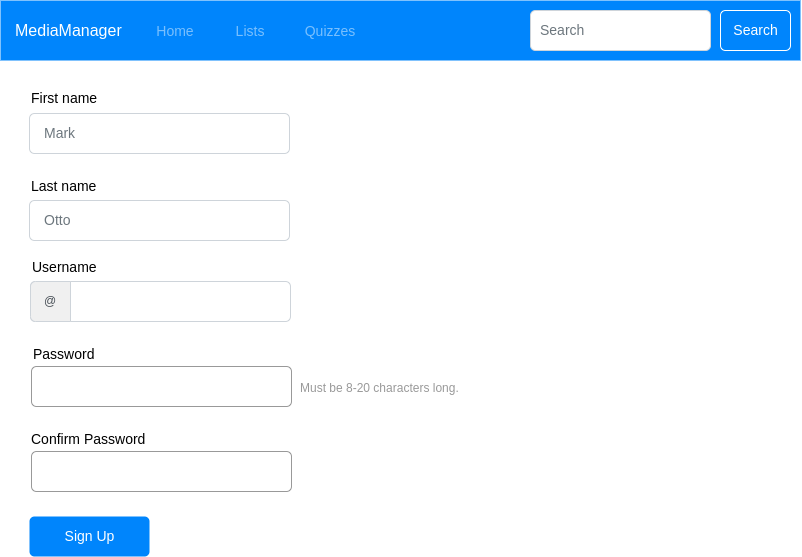 MediaManager Home Lists Quizzes Search Search
First name
Mark
Last name
Otto
Username
@
Password
Must be 8-20 characters long.
Confirm Password
Sign Up